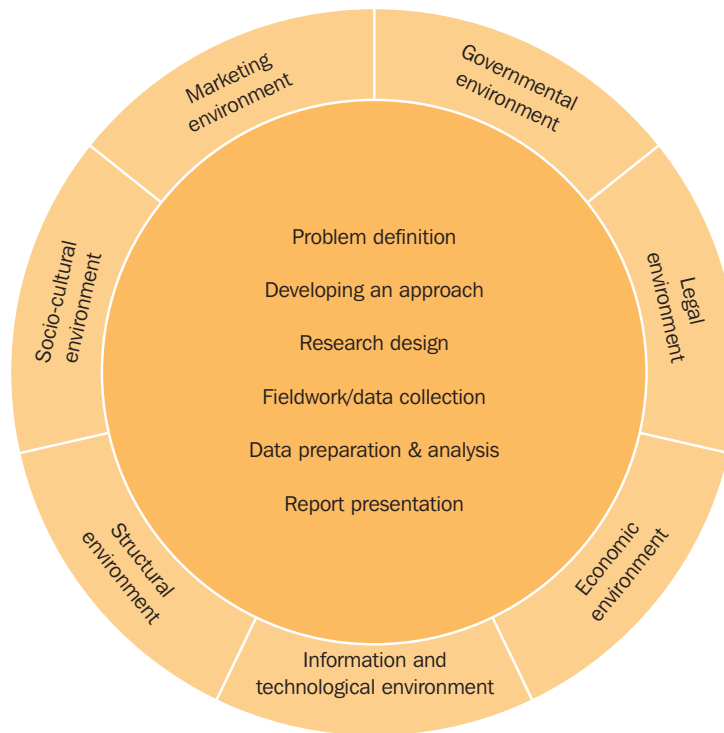 Marketing
environment
Governmental
environment
Socio-cultural
environment
Legal
environment
Problem definition
Developing an approach
Research design
Fieldwork/data collection
Data preparation & analysis
Report presentation
Structural
environment
Economic
environment
Information and
technological environment